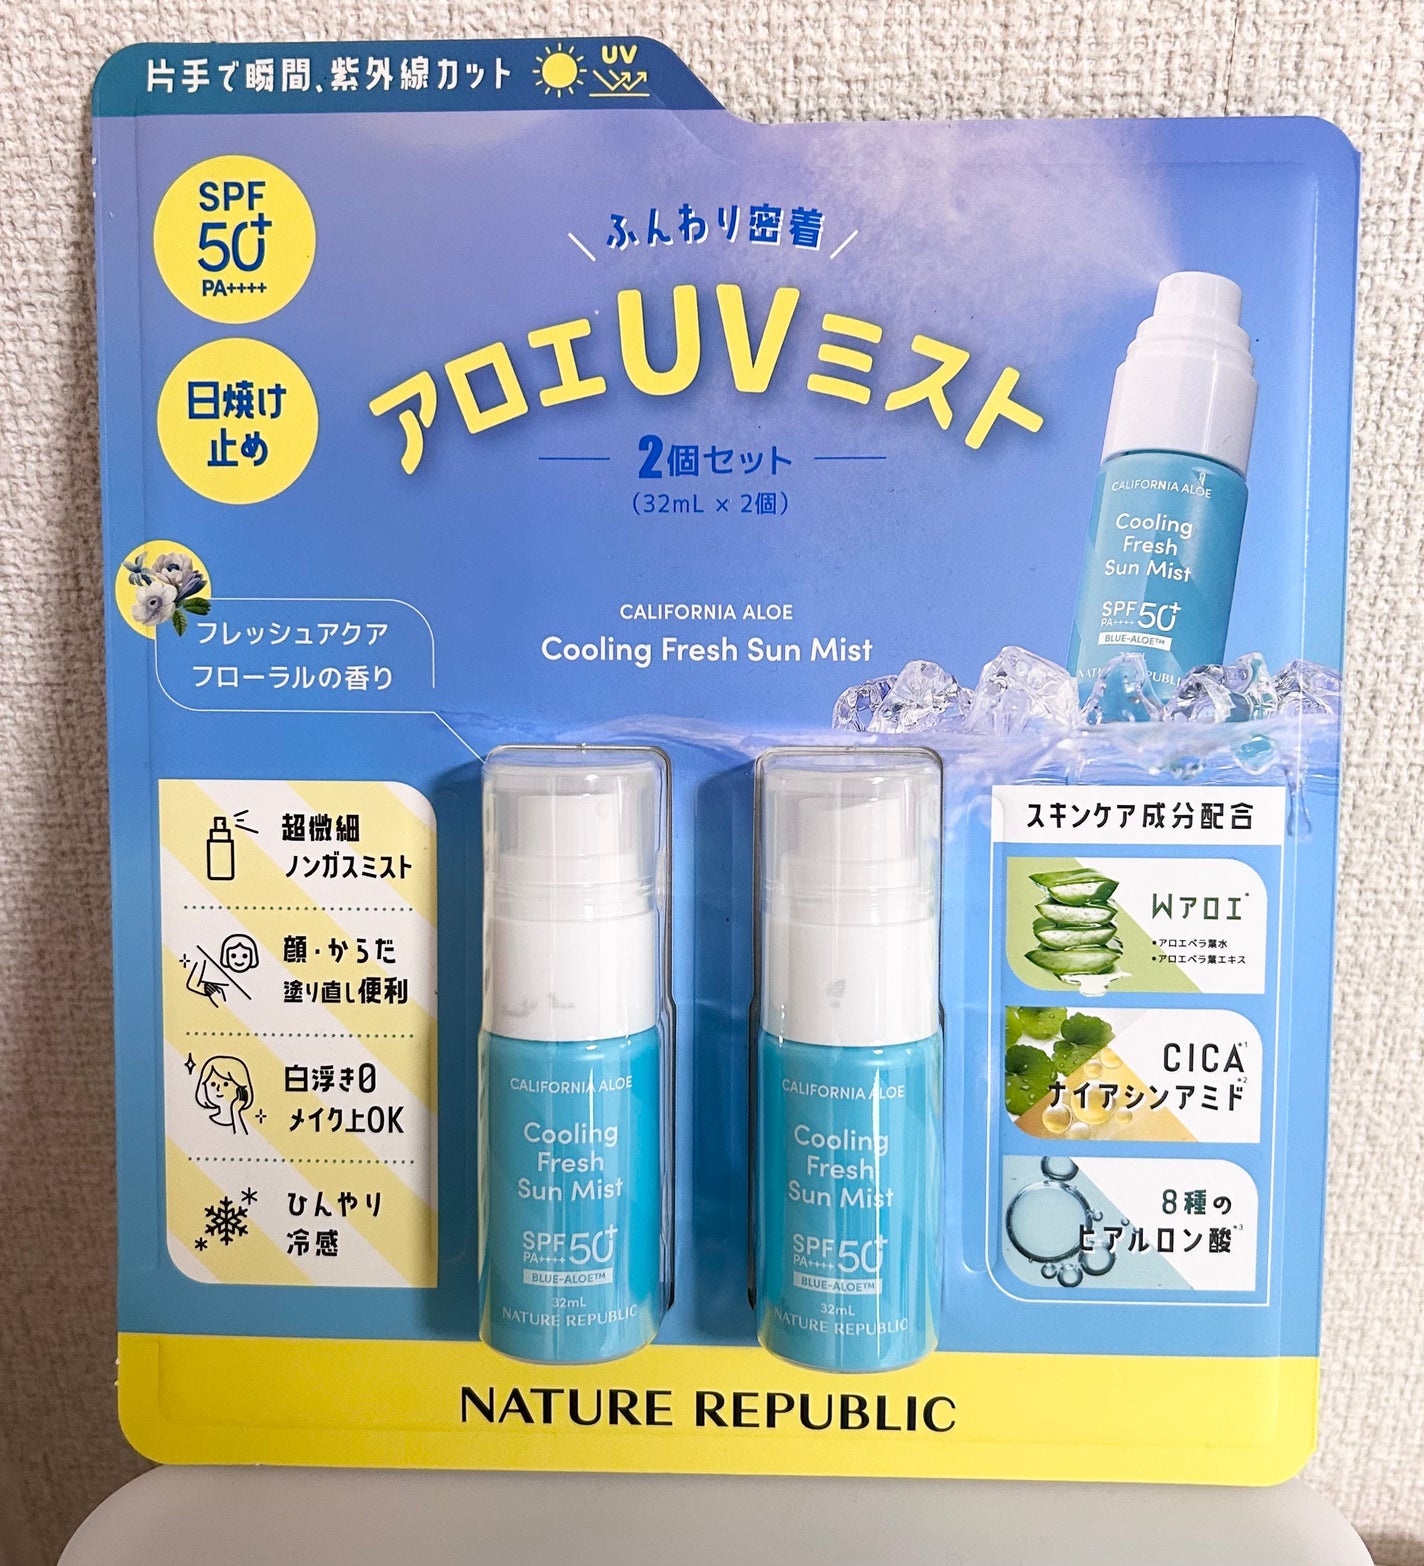 片手で瞬間、紫外線カット
UV
SPF
50+
PA++++
日焼け
止め
ふんわり密着
アロエUVミスト
2個セット
(32mL × 2個)
CALIFORNIA ALOE
Cooling
Fresh
Sun Mist
SPF 50+
PA++++
BLUE-ALOE™
フレッシュアクア
フローラルの香り
CALIFORNIA ALOE
Cooling Fresh Sun Mist
超微細
ノンガスミスト
顔・からだ
塗り直し便利
白浮き0
メイク上OK
ひんやり
冷感
CALIFORNIA ALOE
Cooling
Fresh
Sun Mist
SPF 50+
PA++++
BLUE-ALOE™
32mL
NATURE REPUBLIC
CALIFORNIA ALOE
Cooling
Fresh
Sun Mist
SPF 50+
PA++++
BLUE-ALOE™
32mL
NATURE REPUBLIC
スキンケア成分配合
Wアロエ*
•アロエベラ葉水
•アロエベラ葉エキス
CICA*1
ナイアシンアミド*2
8種の
ヒアルロン酸*3
NATURE REPUBLIC